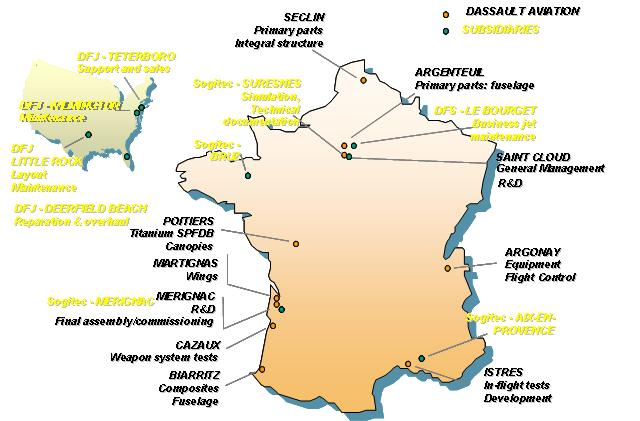 DASSAULT AVIATION
SUBSIDIARIES
SECLIN
Primary parts
Integral structure
DFJ - TETERBORO
Support and sales
Sogitec - SURESNES
Simulation,
Technical
documentation
ARGENTEUIL
Primary parts: fuselage
DFJ - WILMINGTON
Maintenance
DFS - LE BOURGET
Business jet
maintenance
DFJ
LITTLE ROCK
Layout
Maintenance
Sogitec -
BRUZ
SAINT CLOUD
General Management
R&D
DFJ - DEERFIELD BEACH
Reparation & overhaul
POITIERS
Titanium SPFDB
Canopies
MARTIGNAS
Wings
ARGONAY
Equipment
Flight Control
Sogitec - MERIGNAC
MERIGNAC
R&D
Final assembly/commissioning
Sogitec - AIX-EN-
PROVENCE
CAZAUX
Weapon system tests
BIARRITZ
Composites
Fuselage
ISTRES
In-flight tests
Development